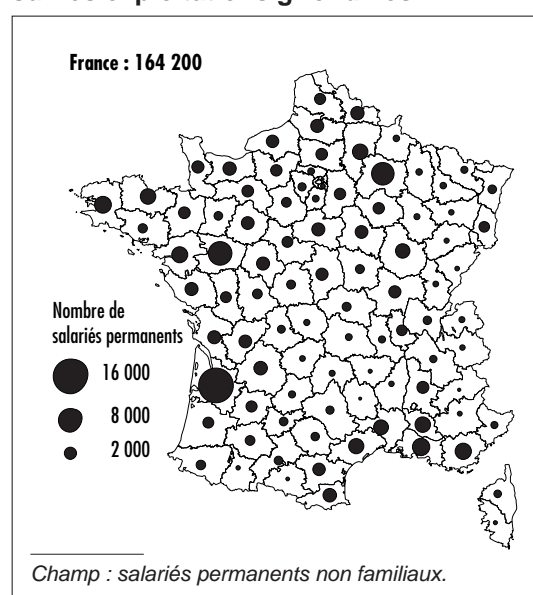 France : 164 200
Nombre de
salariés permanents
16 000
8 000
2 000
Champ : salariés permanents non familiaux.